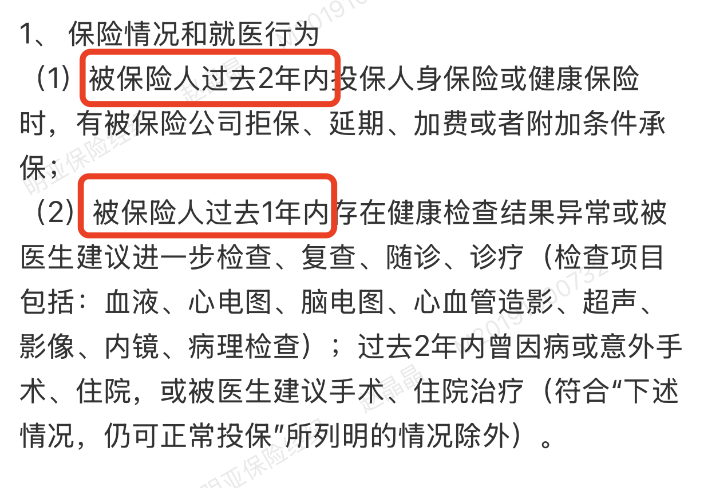 1、 保险情况和就医行为
（1）被保险人过去2年内投保人身保险或健康保险
时，有被保险公司拒保、延期、加费或者附加条件承
保；
（2）被保险人过去1年内存在健康检查结果异常或被
医生建议进一步检查、复查、随诊、诊疗（检查项目
包括：血液、心电图、脑电图、心血管造影、超声、
影像、内镜、病理检查）；过去2年内曾因病或意外手
术、住院，或被医生建议手术、住院治疗（符合“下述
情况，仍可正常投保”所列明的情况除外）。